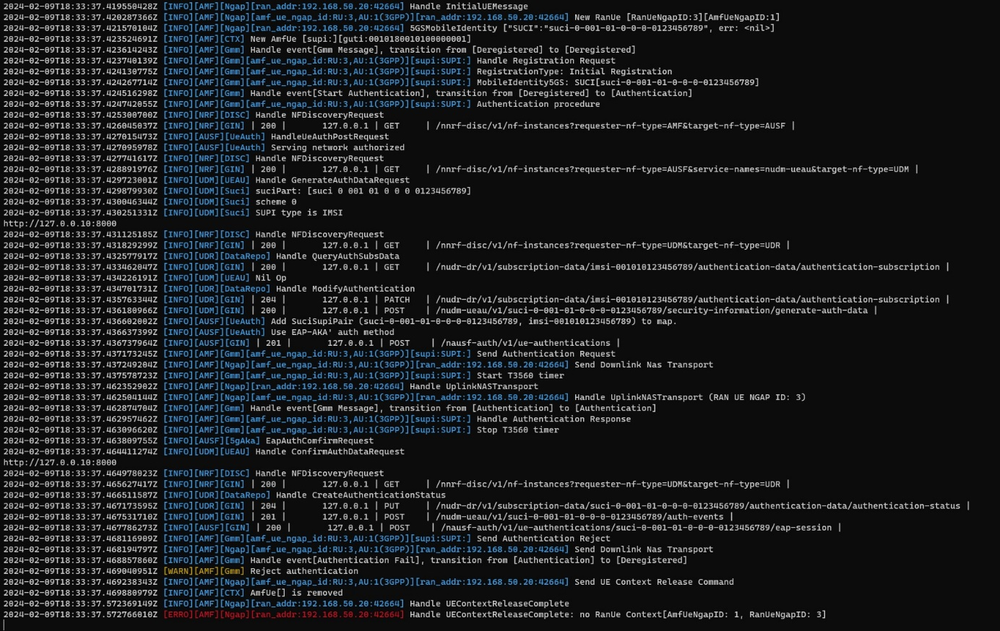 2024-02-09T18:33:37.419550428Z [INFO][AMF][Ngap][ran_addr:192.168.50.20:42664] Handle InitialUEMessage
2024-02-09T18:33:37.420287366Z [INFO][AMF][Ngap][amf_ue_ngap_id:RU:3,AU:1(3GPP)][ran_addr:192.168.50.20:42664] New RanUe [RanUeNgapID:3][AmfUeNgapID:1]
2024-02-09T18:33:37.421570104Z [INFO][AMF][Ngap][ran_addr:192.168.50.20:42664] 5GSMobileIdentity ["SUCI":"suci-0-001-01-0-0-0-0123456789", err: <nil>]
2024-02-09T18:33:37.423524691Z [INFO][AMF][CTX] New AmfUe [supi:][guti:0010180010100000001]
2024-02-09T18:33:37.423614243Z [INFO][AMF][Gmm] Handle event[Gmm Message], transition from [Deregistered] to [Deregistered]
2024-02-09T18:33:37.423740139Z [INFO][AMF][Gmm][amf_ue_ngap_id:RU:3,AU:1(3GPP)][supi:SUPI:] Handle Registration Request
2024-02-09T18:33:37.424130775Z [INFO][AMF][Gmm][amf_ue_ngap_id:RU:3,AU:1(3GPP)][supi:SUPI:] RegistrationType: Initial Registration
2024-02-09T18:33:37.424267714Z [INFO][AMF][Gmm][amf_ue_ngap_id:RU:3,AU:1(3GPP)][supi:SUPI:] MobileIdentity5GS: SUCI[suci-0-001-01-0-0-0-0123456789]
2024-02-09T18:33:37.424516298Z [INFO][AMF][Gmm] Handle event[Start Authentication], transition from [Deregistered] to [Authentication]
2024-02-09T18:33:37.424742055Z [INFO][AMF][Gmm][amf_ue_ngap_id:RU:3,AU:1(3GPP)][supi:SUPI:] Authentication procedure
2024-02-09T18:33:37.425300700Z [INFO][NRF][DISC] Handle NFDiscoveryRequest
2024-02-09T18:33:37.426045037Z [INFO][NRF][GIN] | 200 | 127.0.0.1 | GET | /nnrf-disc/v1/nf-instances?requester-nf-type=AMF&target-nf-type=AUSF |
2024-02-09T18:33:37.427015473Z [INFO][AUSF][UeAuth] HandleUeAuthPostRequest
2024-02-09T18:33:37.427095978Z [INFO][AUSF][UeAuth] Serving network authorized
2024-02-09T18:33:37.427741617Z [INFO][NRF][DISC] Handle NFDiscoveryRequest
2024-02-09T18:33:37.428891976Z [INFO][NRF][GIN] | 200 | 127.0.0.1 | GET | /nnrf-disc/v1/nf-instances?requester-nf-type=AUSF&service-names=nudm-ueau&target-nf-type=UDM |
2024-02-09T18:33:37.429723001Z [INFO][UDM][UEAU] Handle GenerateAuthDataRequest
2024-02-09T18:33:37.429879930Z [INFO][UDM][Suci] suciPart: [suci 0 001 01 0 0 0 0123456789]
2024-02-09T18:33:37.430046344Z [INFO][UDM][Suci] scheme 0
2024-02-09T18:33:37.430251331Z [INFO][UDM][Suci] SUPI type is IMSI
http://127.0.0.10:8000
2024-02-09T18:33:37.431125185Z [INFO][NRF][DISC] Handle NFDiscoveryRequest
2024-02-09T18:33:37.431829299Z [INFO][NRF][GIN] | 200 | 127.0.0.1 | GET | /nnrf-disc/v1/nf-instances?requester-nf-type=UDM&target-nf-type=UDR |
2024-02-09T18:33:37.432577917Z [INFO][UDR][DataRepo] Handle QueryAuthSubsData
2024-02-09T18:33:37.433462047Z [INFO][UDR][GIN] | 200 | 127.0.0.1 | GET | /nudr-dr/v1/subscription-data/imsi-001010123456789/authentication-data/authentication-subscription |
2024-02-09T18:33:37.434226191Z [INFO][UDM][UEAU] Nil Op
2024-02-09T18:33:37.434701731Z [INFO][UDR][DataRepo] Handle ModifyAuthentication
2024-02-09T18:33:37.435763344Z [INFO][UDR][GIN] | 204 | 127.0.0.1 | PATCH | /nudr-dr/v1/subscription-data/imsi-001010123456789/authentication-data/authentication-subscription |
2024-02-09T18:33:37.436180966Z [INFO][UDM][GIN] | 200 | 127.0.0.1 | POST | /nudm-ueau/v1/suci-0-001-01-0-0-0-0123456789/security-information/generate-auth-data |
2024-02-09T18:33:37.436602002Z [INFO][AUSF][UeAuth] Add SuciSupiPair (suci-0-001-01-0-0-0-0123456789, imsi-001010123456789) to map.
2024-02-09T18:33:37.436637399Z [INFO][AUSF][UeAuth] Use EAP-AKA' auth method
2024-02-09T18:33:37.436737964Z [INFO][AUSF][GIN] | 201 | 127.0.0.1 | POST | /nausf-auth/v1/ue-authentications |
2024-02-09T18:33:37.437173245Z [INFO][AMF][Gmm][amf_ue_ngap_id:RU:3,AU:1(3GPP)][supi:SUPI:] Send Authentication Request
2024-02-09T18:33:37.437249204Z [INFO][AMF][Ngap][amf_ue_ngap_id:RU:3,AU:1(3GPP)][ran_addr:192.168.50.20:42664] Send Downlink Nas Transport
2024-02-09T18:33:37.437578723Z [INFO][AMF][Gmm][amf_ue_ngap_id:RU:3,AU:1(3GPP)][supi:SUPI:] Start T3560 timer
2024-02-09T18:33:37.462352902Z [INFO][AMF][Ngap][ran_addr:192.168.50.20:42664] Handle UplinkNASTransport
2024-02-09T18:33:37.462504144Z [INFO][AMF][Ngap][amf_ue_ngap_id:RU:3,AU:1(3GPP)][ran_addr:192.168.50.20:42664] Handle UplinkNASTransport (RAN UE NGAP ID: 3)
2024-02-09T18:33:37.462874704Z [INFO][AMF][Gmm] Handle event[Gmm Message], transition from [Authentication] to [Authentication]
2024-02-09T18:33:37.462957462Z [INFO][AMF][Gmm][amf_ue_ngap_id:RU:3,AU:1(3GPP)][supi:SUPI:] Handle Authentication Response
2024-02-09T18:33:37.463096620Z [INFO][AMF][Gmm][amf_ue_ngap_id:RU:3,AU:1(3GPP)][supi:SUPI:] Stop T3560 timer
2024-02-09T18:33:37.463809755Z [INFO][AUSF][5gAka] EapAuthComfirmRequest
2024-02-09T18:33:37.464411274Z [INFO][UDM][UEAU] Handle ConfirmAuthDataRequest
http://127.0.0.10:8000
2024-02-09T18:33:37.464978023Z [INFO][NRF][DISC] Handle NFDiscoveryRequest
2024-02-09T18:33:37.465627417Z [INFO][NRF][GIN] | 200 | 127.0.0.1 | GET | /nnrf-disc/v1/nf-instances?requester-nf-type=UDM&target-nf-type=UDR |
2024-02-09T18:33:37.466511587Z [INFO][UDR][DataRepo] Handle CreateAuthenticationStatus
2024-02-09T18:33:37.467173595Z [INFO][UDR][GIN] | 204 | 127.0.0.1 | PUT | /nudr-dr/v1/subscription-data/suci-0-001-01-0-0-0-0123456789/authentication-data/authentication-status |
2024-02-09T18:33:37.467531710Z [INFO][UDM][GIN] | 201 | 127.0.0.1 | POST | /nudm-ueau/v1/suci-0-001-01-0-0-0-0123456789/auth-events |
2024-02-09T18:33:37.467786273Z [INFO][AUSF][GIN] | 200 | 127.0.0.1 | POST | /nausf-auth/v1/ue-authentications/suci-0-001-01-0-0-0-0123456789/eap-session |
2024-02-09T18:33:37.468116909Z [INFO][AMF][Gmm][amf_ue_ngap_id:RU:3,AU:1(3GPP)][supi:SUPI:] Send Authentication Reject
2024-02-09T18:33:37.468194797Z [INFO][AMF][Ngap][amf_ue_ngap_id:RU:3,AU:1(3GPP)][ran_addr:192.168.50.20:42664] Send Downlink Nas Transport
2024-02-09T18:33:37.468857860Z [INFO][AMF][Gmm] Handle event[Authentication Fail], transition from [Authentication] to [Deregistered]
2024-02-09T18:33:37.469040951Z [WARN][AMF][Gmm] Reject authentication
2024-02-09T18:33:37.469238343Z [INFO][AMF][Ngap][amf_ue_ngap_id:RU:3,AU:1(3GPP)][ran_addr:192.168.50.20:42664] Send UE Context Release Command
2024-02-09T18:33:37.469880979Z [INFO][AMF][CTX] AmfUe[] is removed
2024-02-09T18:33:37.572369149Z [INFO][AMF][Ngap][ran_addr:192.168.50.20:42664] Handle UEContextReleaseComplete
2024-02-09T18:33:37.572766010Z [ERRO][AMF][Ngap][ran_addr:192.168.50.20:42664] Handle UEContextReleaseComplete: no RanUe Context[AmfUeNgapID: 1, RanUeNgapID: 3]